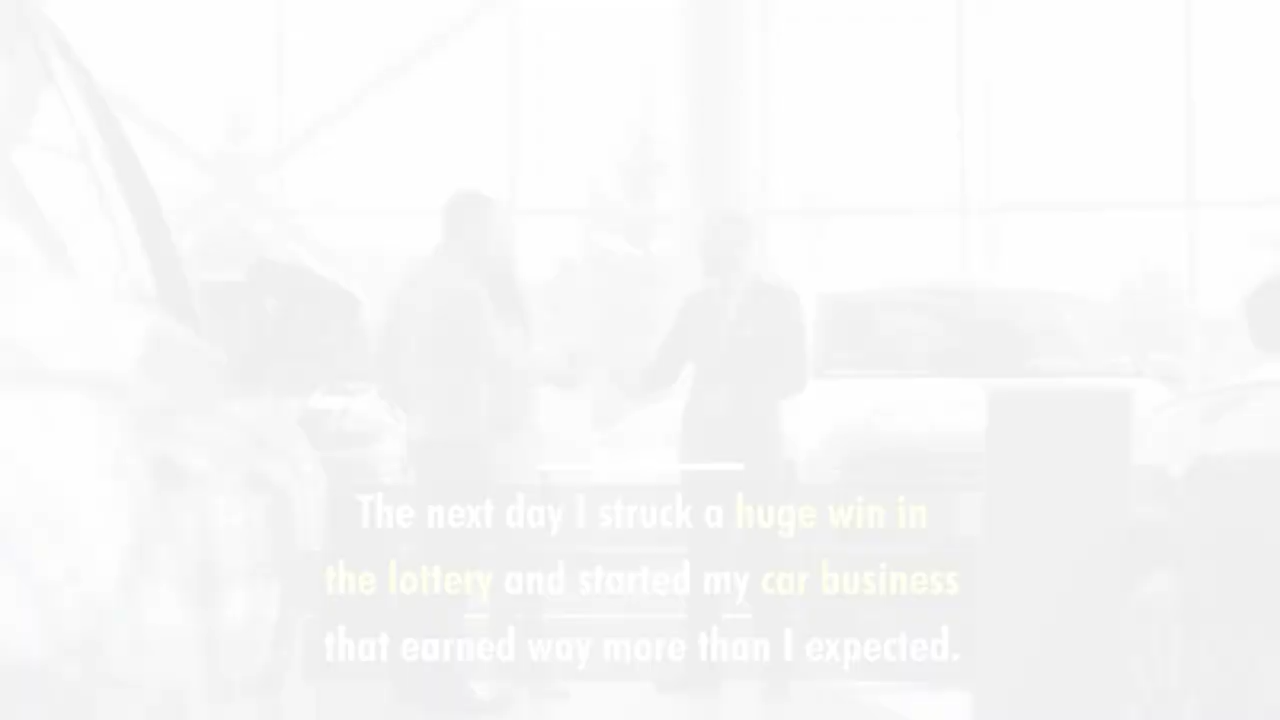 The next day I struck a huge win in
the lottery and started my car business
that earned way more than I expected.